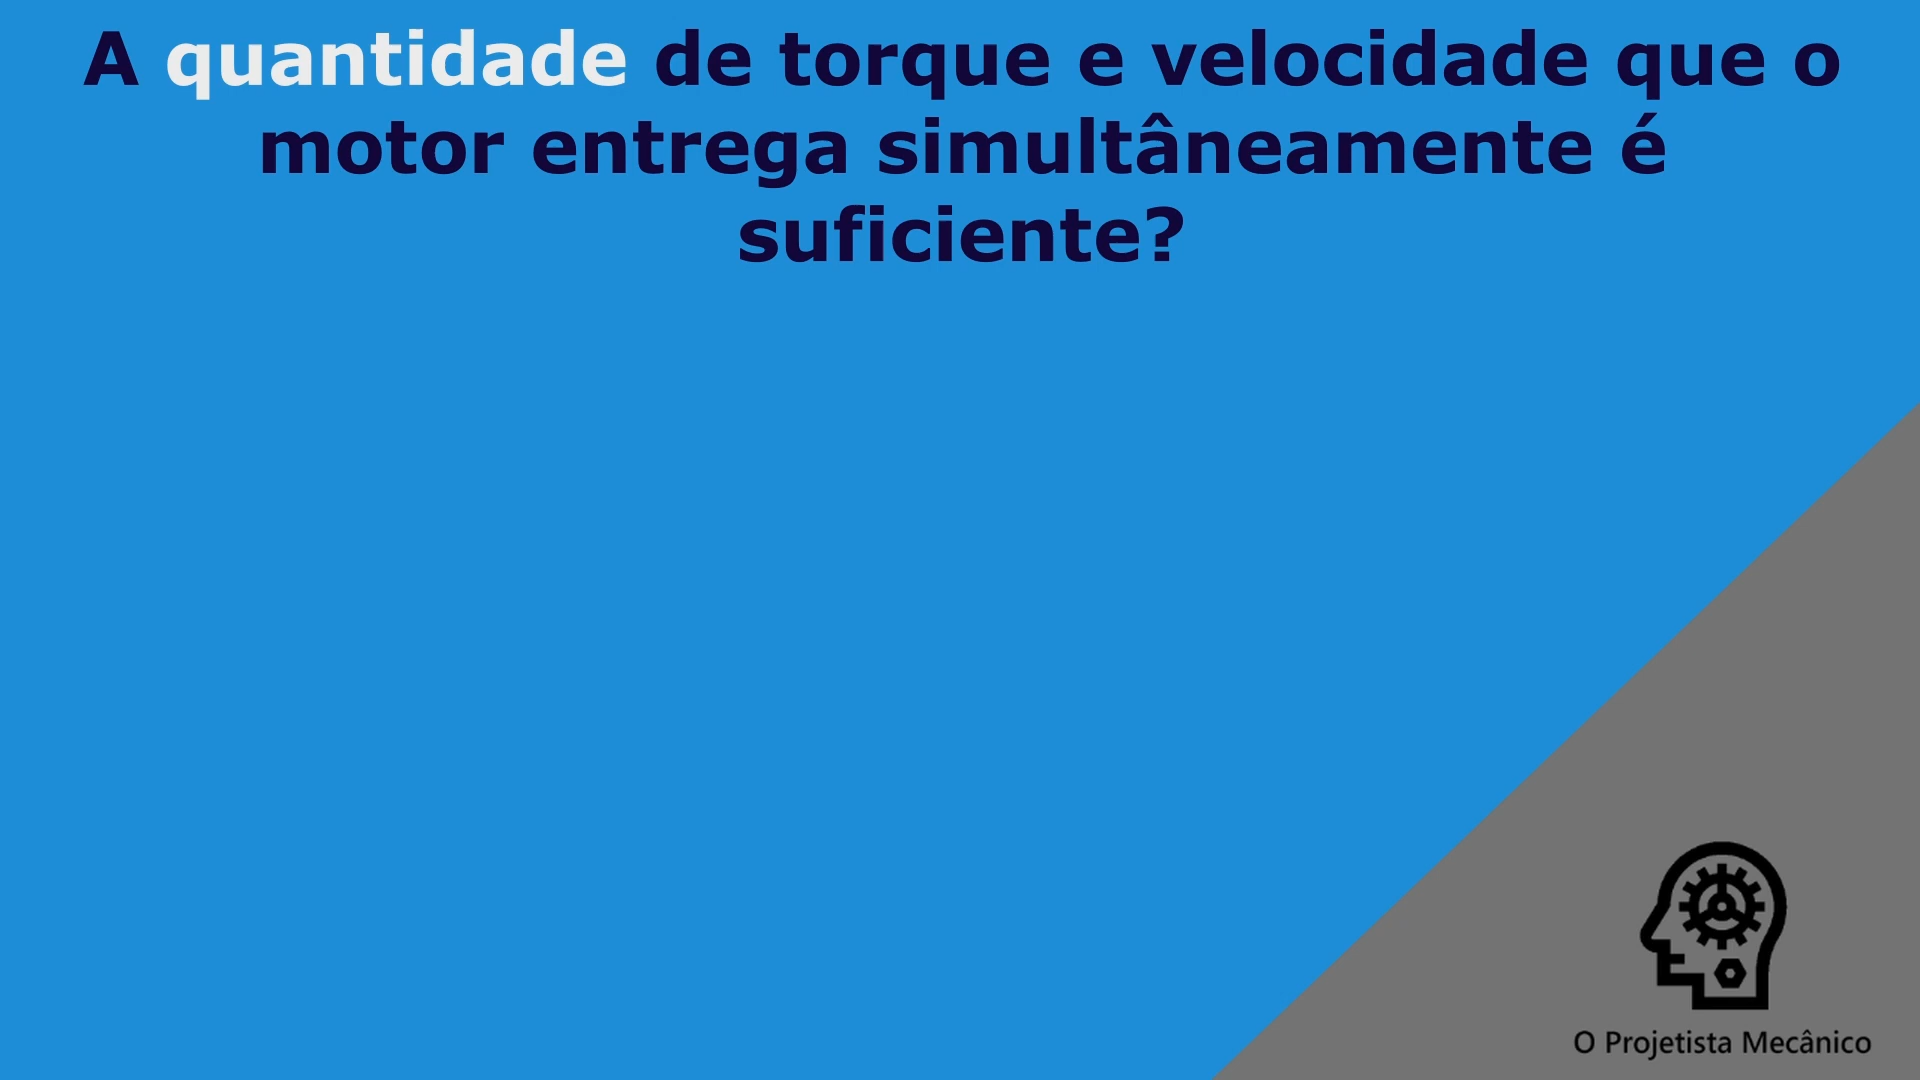 A quantidade de torque e velocidade que o
motor entrega simultâneamente é
suficiente?
O Projetista Mecânico